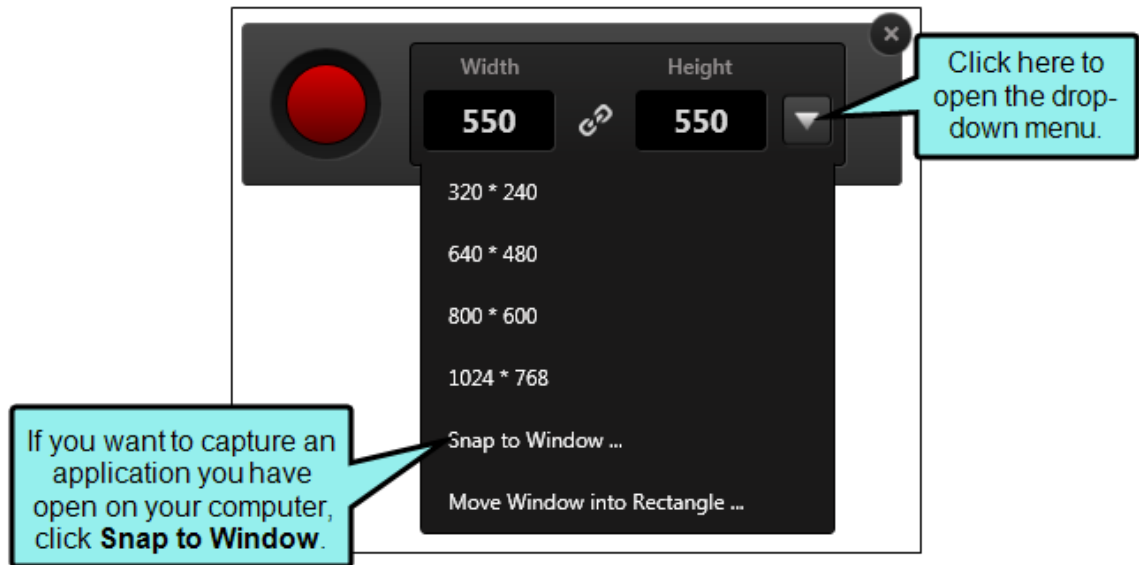 Width Height
550 550
Click here to
open the drop-
down menu.
320 * 240
640 * 480
800 * 600
1024 * 768
Snap to Window ...
Move Window into Rectangle ...
If you want to capture an
application you have
open on your computer,
click Snap to Window.